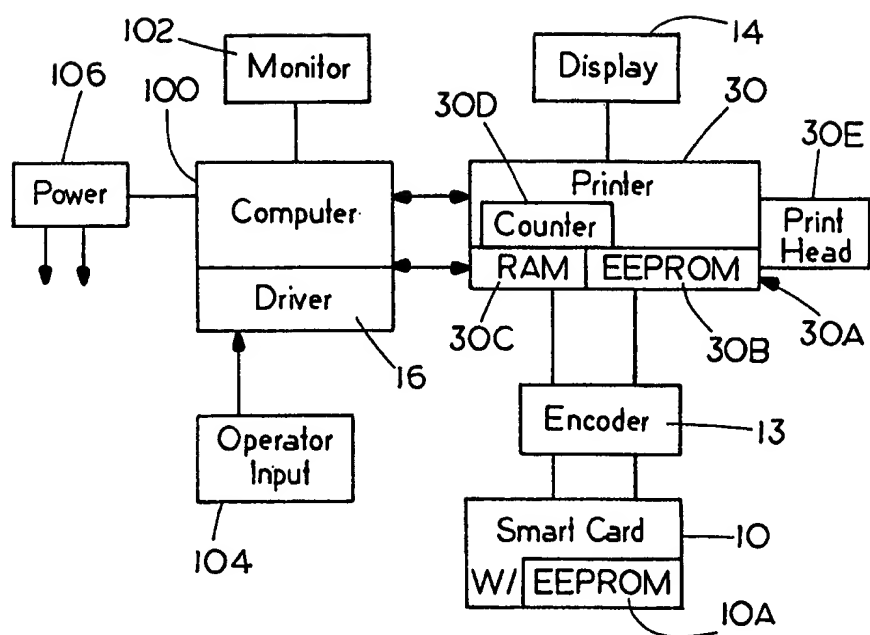 102
Monitor
14
Display
106
100
30D
30
30E
Power
Computer
Printer
Counter
Print
Head
RAM
EEPROM
Driver
30C
30B
30A
16
Operator
Input
104
Encoder
13
Smart Card
10
W/ EEPROM
10A